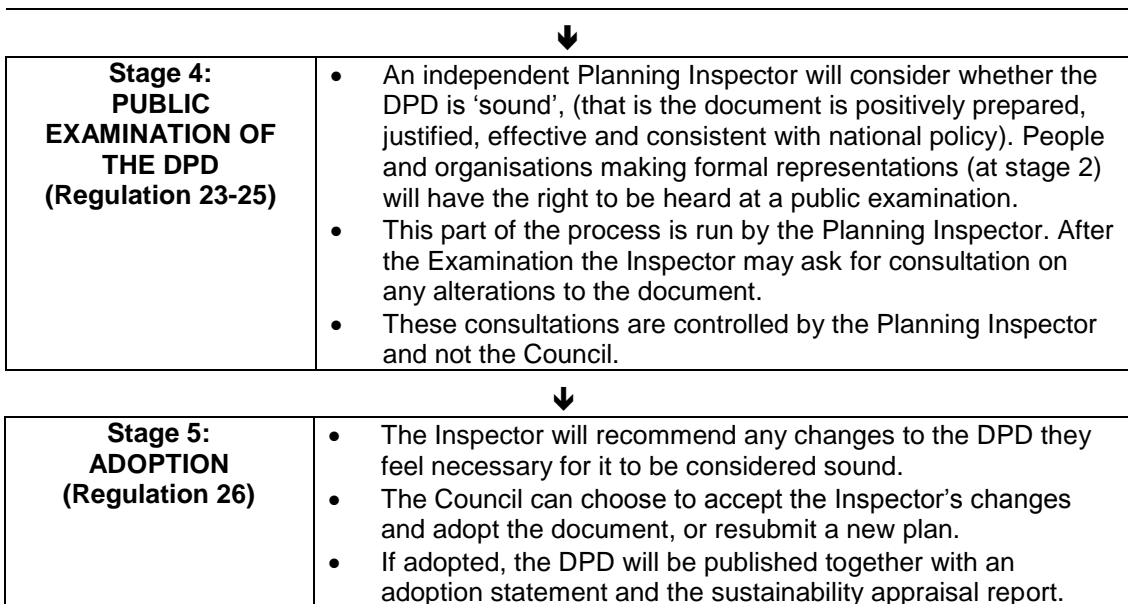 Stage 4:
PUBLIC
EXAMINATION OF
THE DPD
(Regulation 23-25)
• An independent Planning Inspector will consider whether the
DPD is ‘sound’, (that is the document is positively prepared,
justified, effective and consistent with national policy). People
and organisations making formal representations (at stage 2)
will have the right to be heard at a public examination.
• This part of the process is run by the Planning Inspector. After
the Examination the Inspector may ask for consultation on
any alterations to the document.
• These consultations are controlled by the Planning Inspector
and not the Council.
Stage 5:
ADOPTION
(Regulation 26)
• The Inspector will recommend any changes to the DPD they
feel necessary for it to be considered sound.
• The Council can choose to accept the Inspector’s changes
and adopt the document, or resubmit a new plan.
• If adopted, the DPD will be published together with an
adoption statement and the sustainability appraisal report.